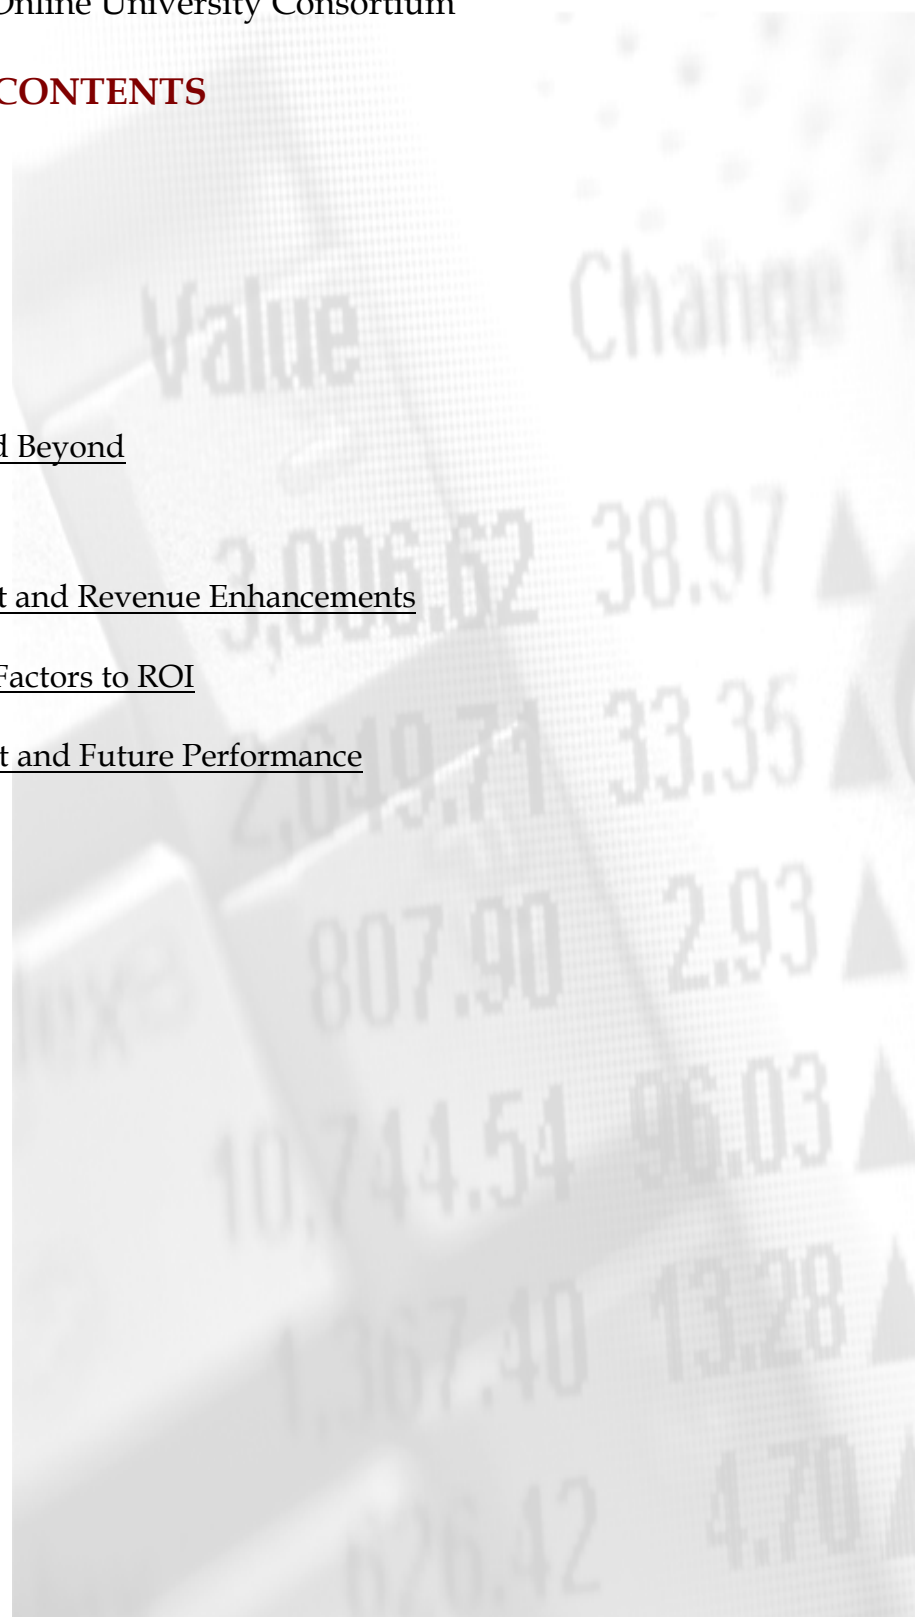 Online University Consortium
CONTENTS
Value Change
d Beyond
3,006.62 38.97
t and Revenue Enhancements
Factors to ROI
2,649.71 33.35
t and Future Performance
807.90 2.93
10,744.54 96.03
1,367.40 13.28
626.42 4.70